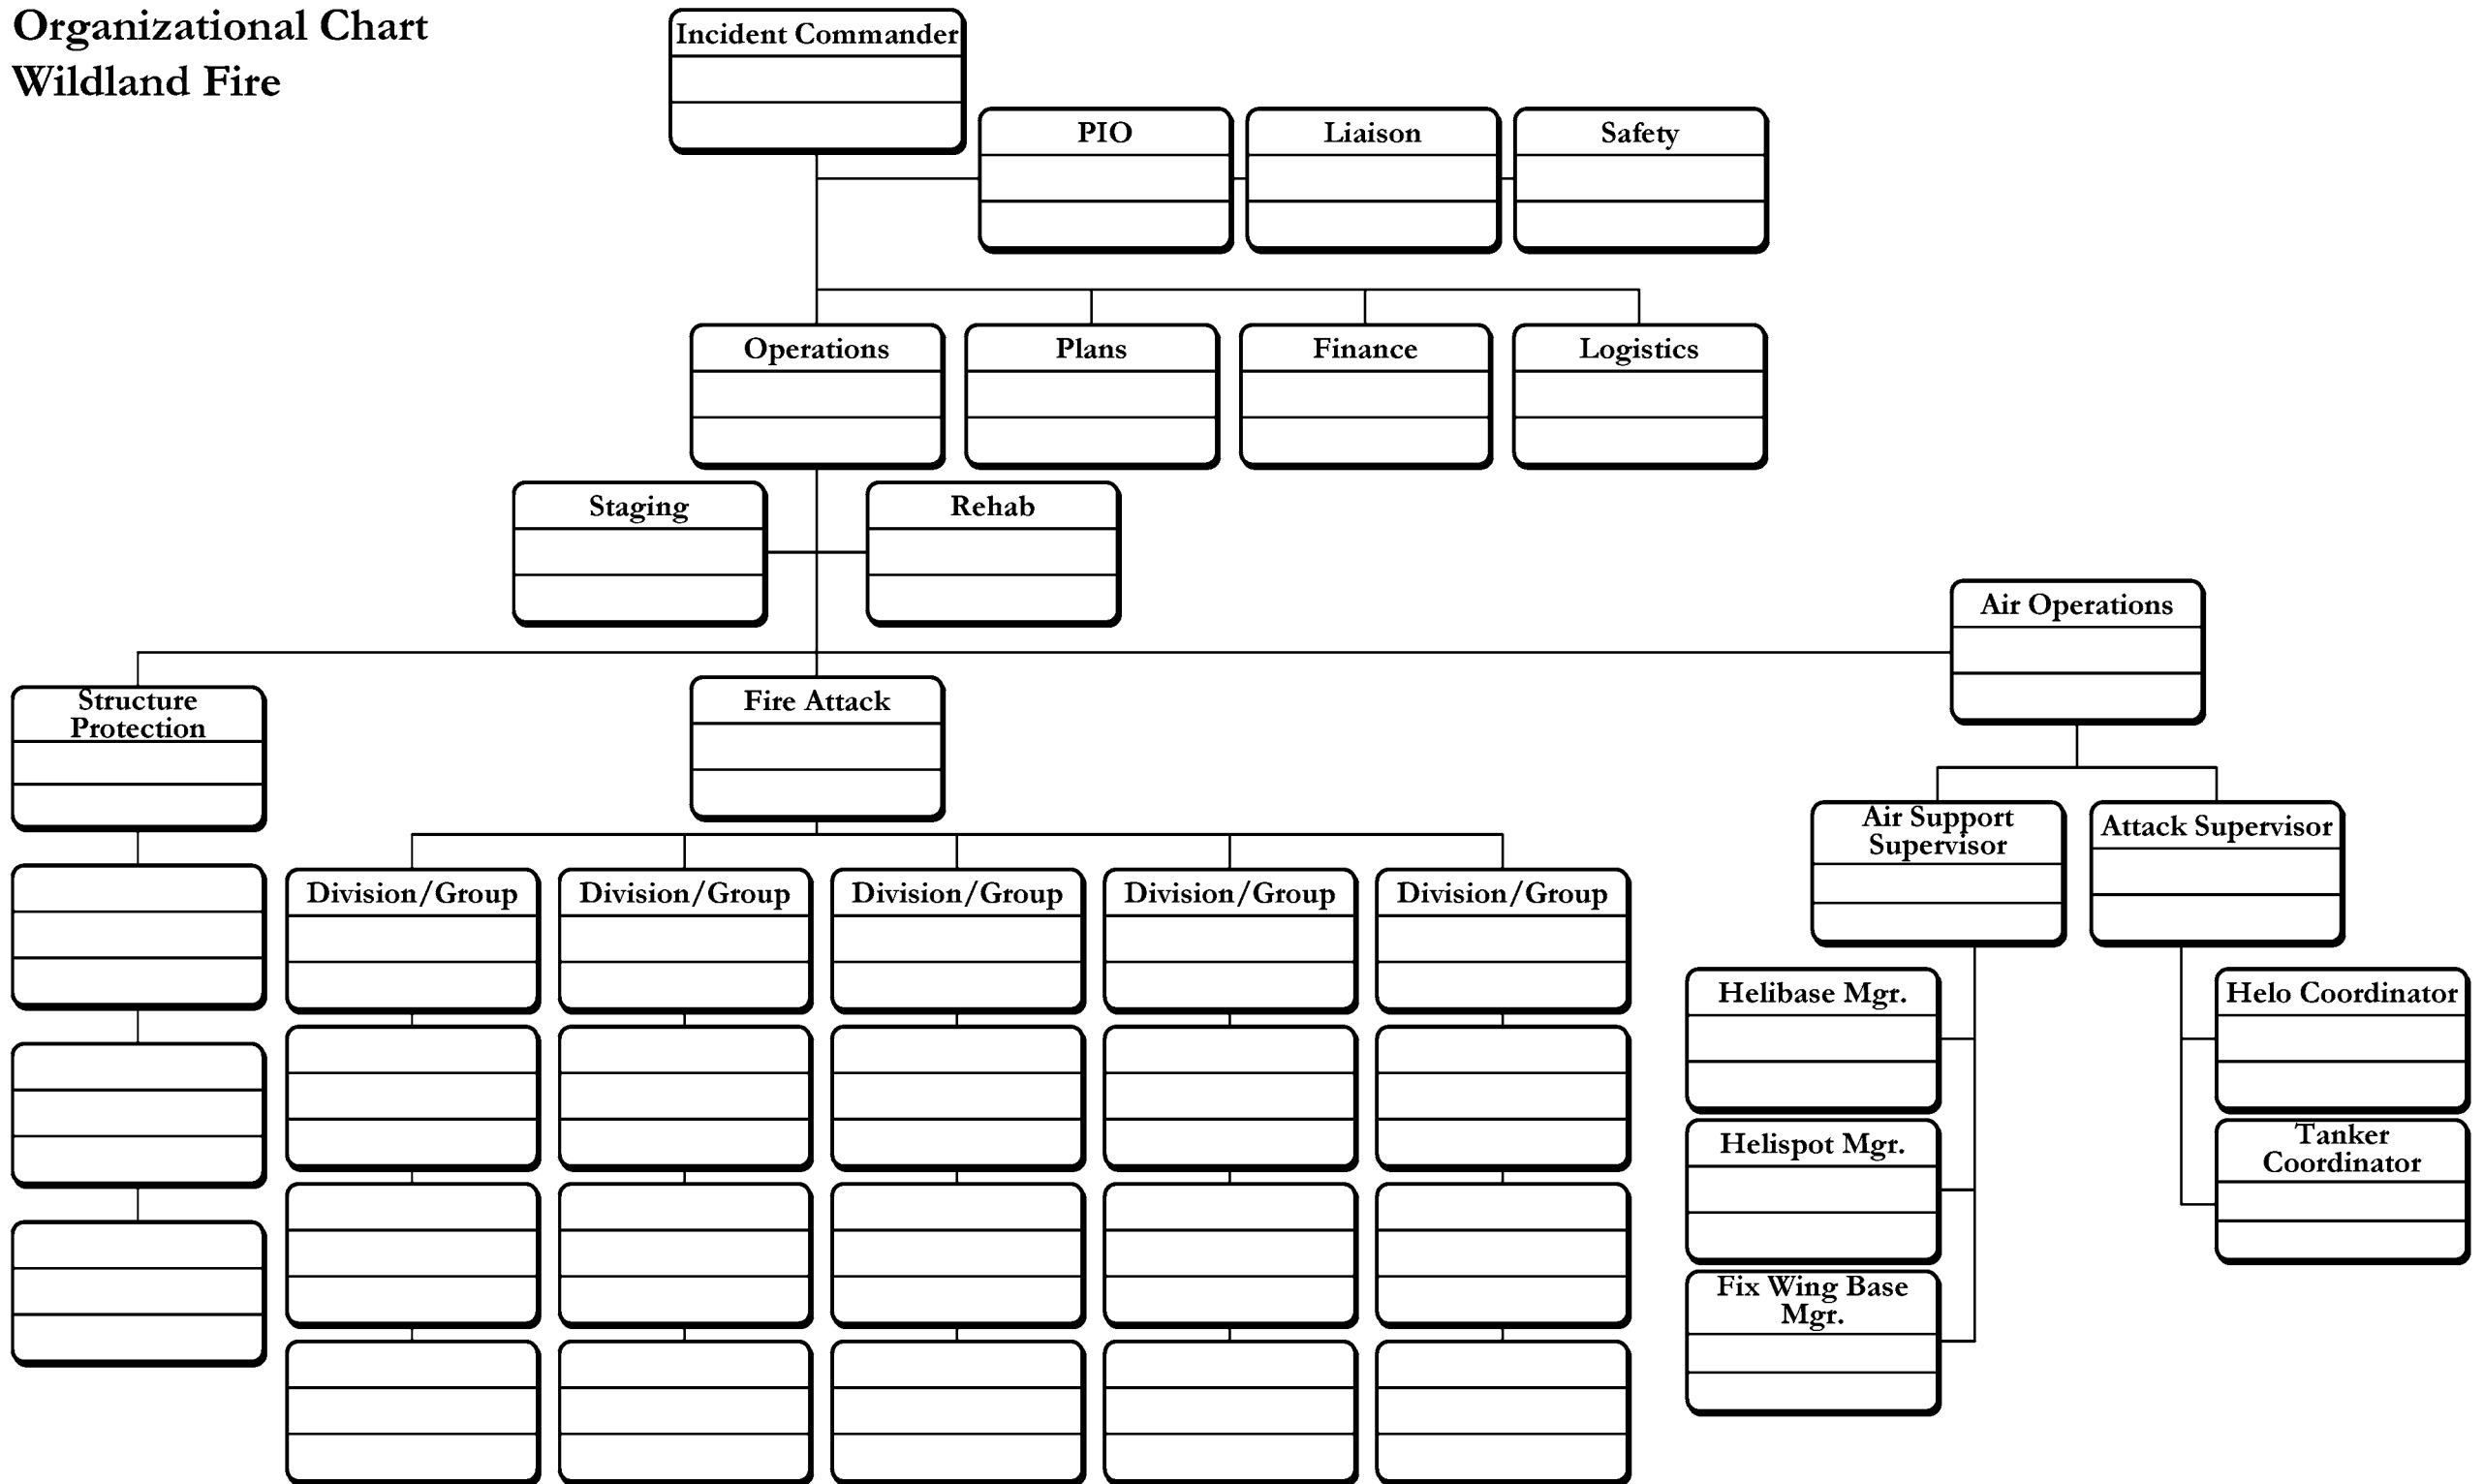 Organizational Chart
Wildland Fire
Incident Commander
PIO
Liaison
Safety
Operations
Plans
Finance
Logistics
Staging
Rehab
Air Operations
Structure
Protection
Fire Attack
Air Support
Supervisor
Attack Supervisor
Division/Group
Division/Group
Division/Group
Division/Group
Division/Group
Helibase Mgr.
Helo Coordinator
Helispot Mgr.
Tanker
Coordinator
Fix Wing Base
Mgr.